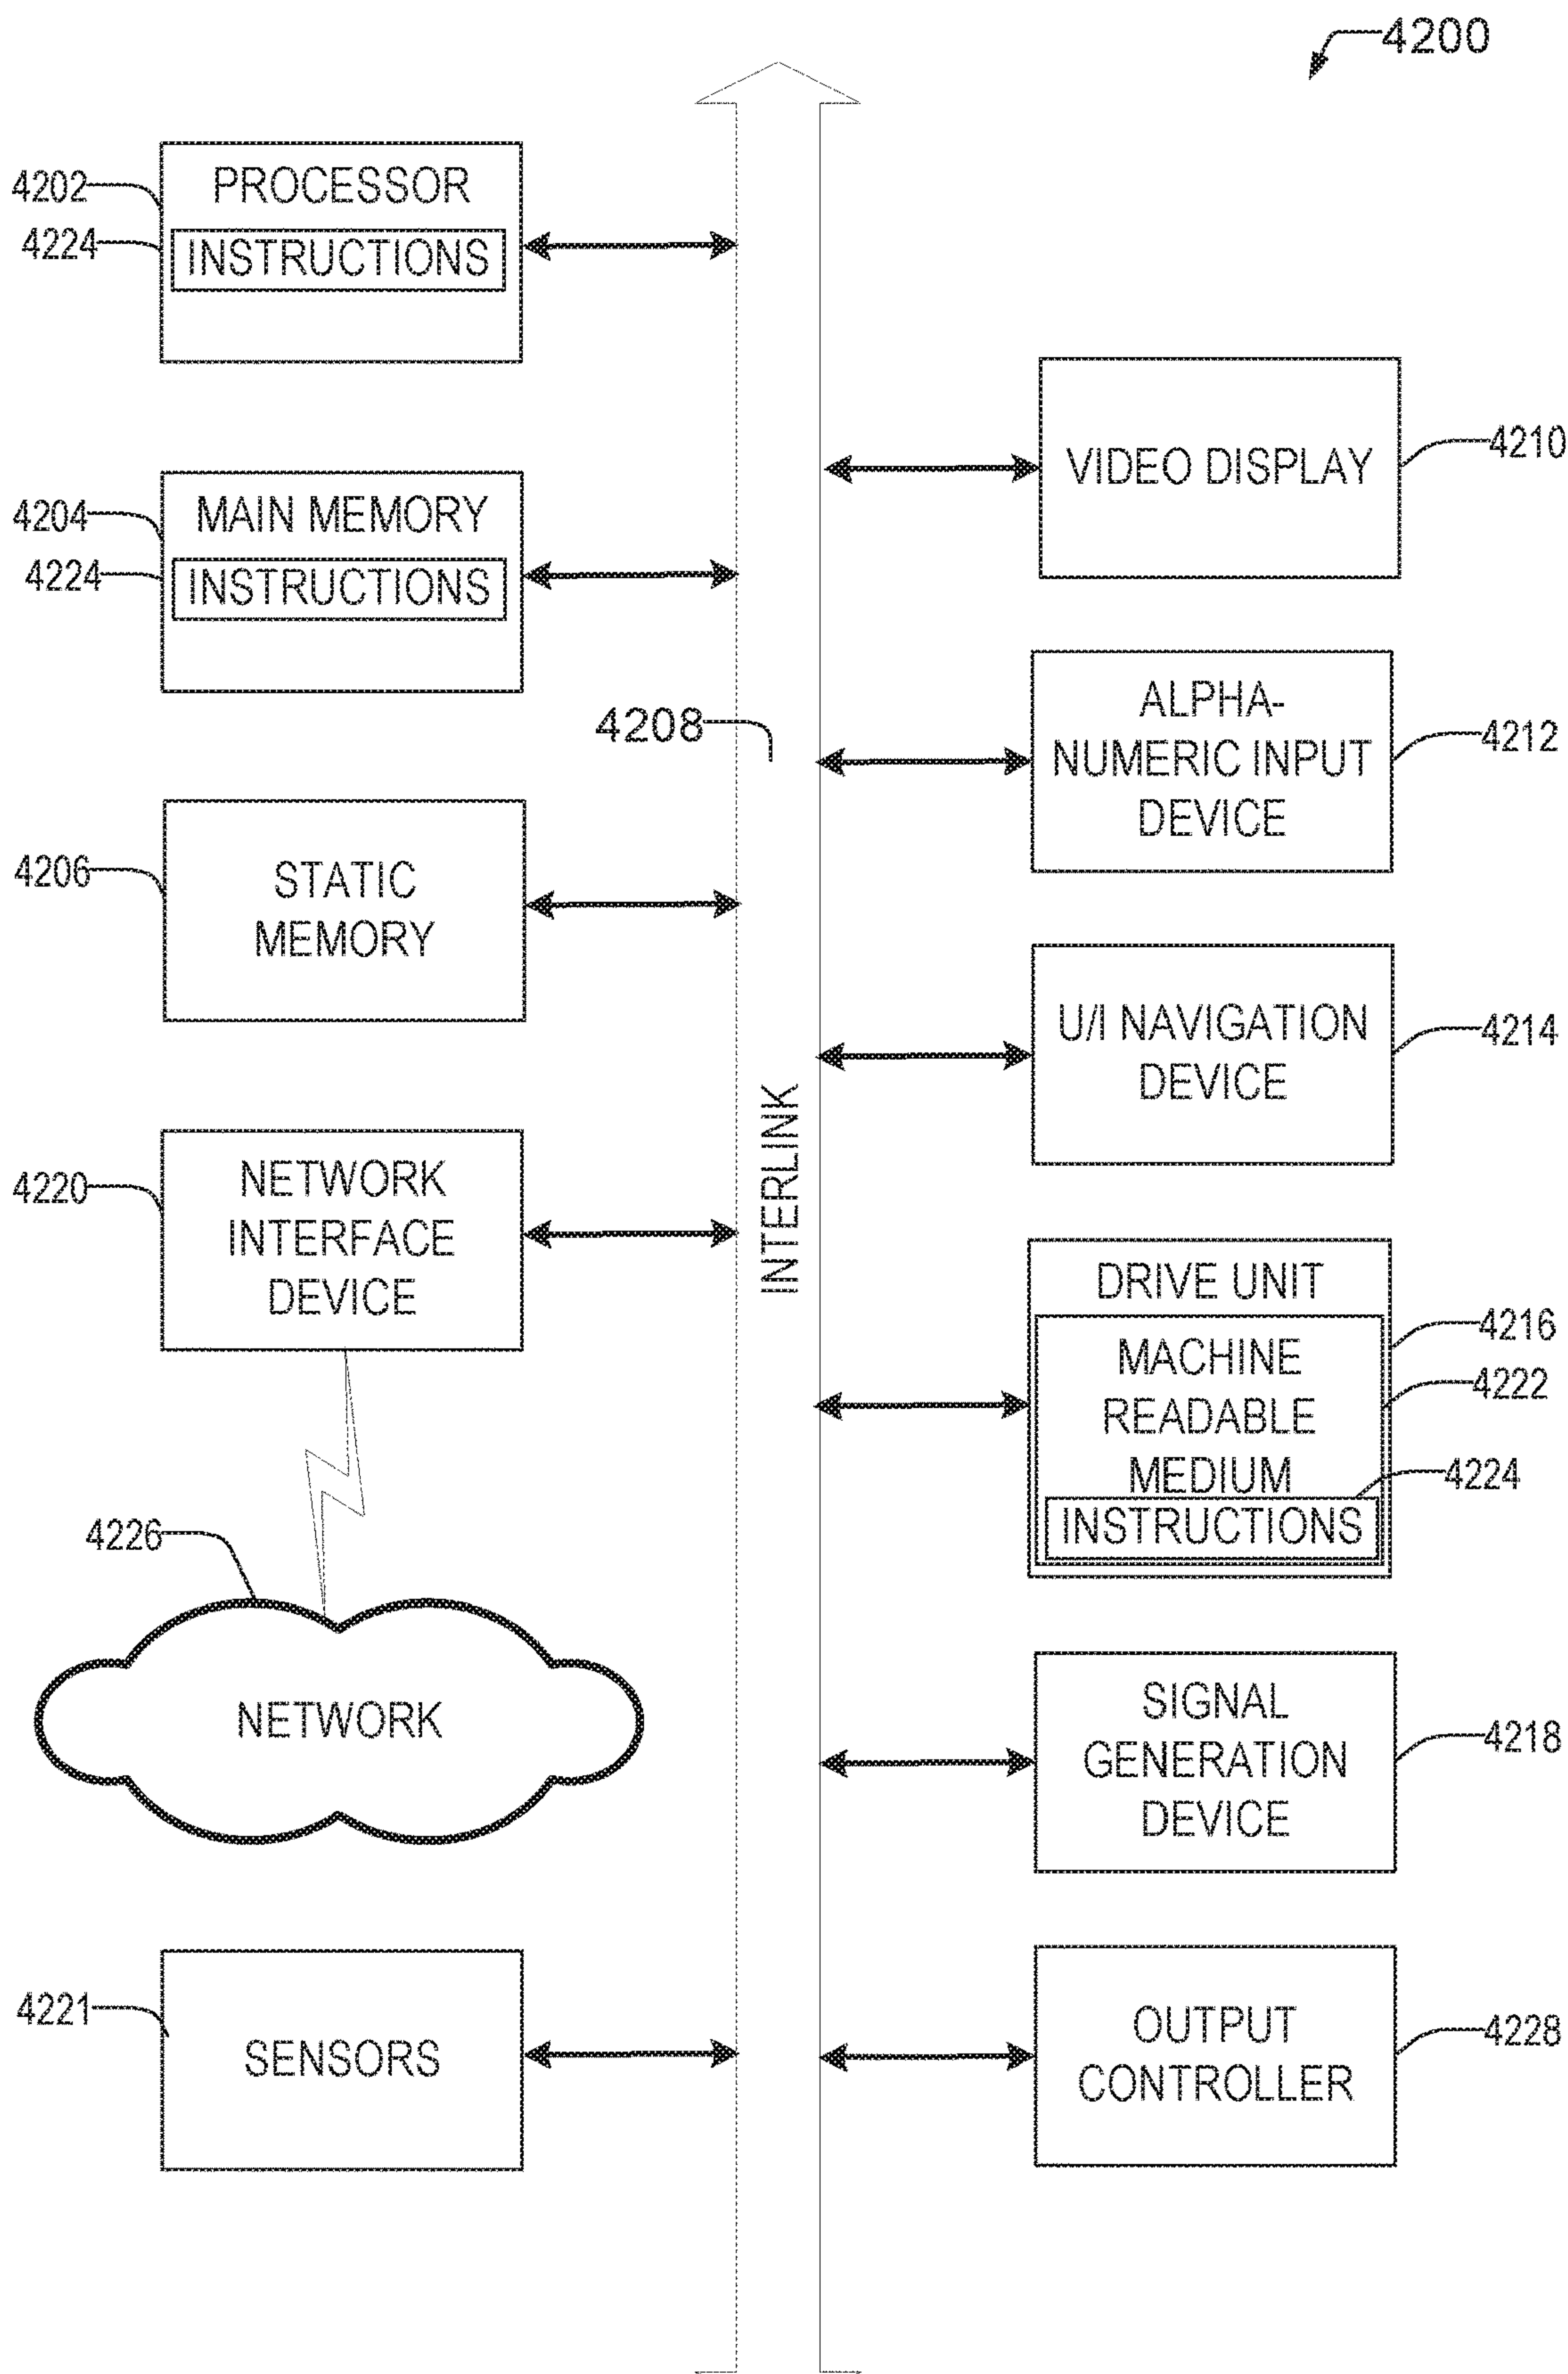 4200
4202
PROCESSOR
4224
INSTRUCTIONS
4204
MAIN MEMORY
4224
INSTRUCTIONS
4206
STATIC
MEMORY
4220
NETWORK
INTERFACE
DEVICE
4226
NETWORK
4221
SENSORS
4208
INTERLINK
VIDEO DISPLAY
4210
ALPHA-
NUMERIC INPUT
DEVICE
4212
U/I NAVIGATION
DEVICE
4214
DRIVE UNIT
4216
MACHINE
READABLE
MEDIUM
4222
4224
INSTRUCTIONS
SIGNAL
GENERATION
DEVICE
4218
OUTPUT
CONTROLLER
4228